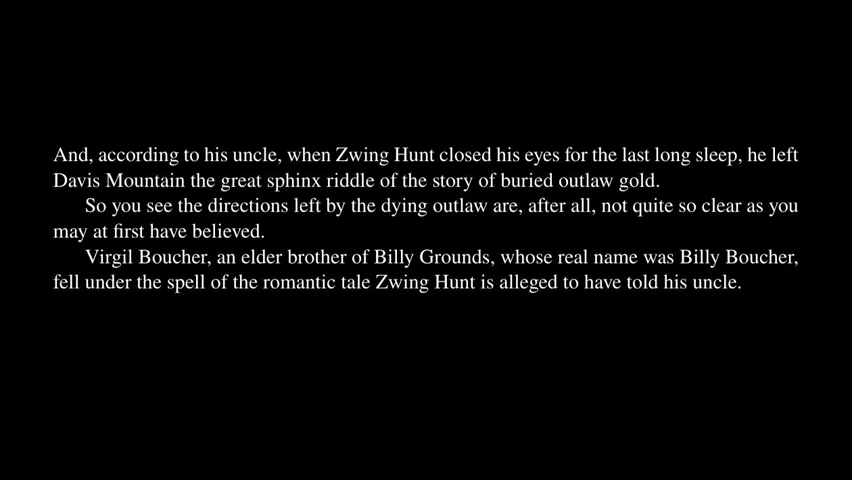 And, according to his uncle, when Zwing Hunt closed his eyes for the last long sleep, he left
Davis Mountain the great sphinx riddle of the story of buried outlaw gold.
So you see the directions left by the dying outlaw are, after all, not quite so clear as you
may at first have believed.
Virgil Boucher, an elder brother of Billy Grounds, whose real name was Billy Boucher,
fell under the spell of the romantic tale Zwing Hunt is alleged to have told his uncle.